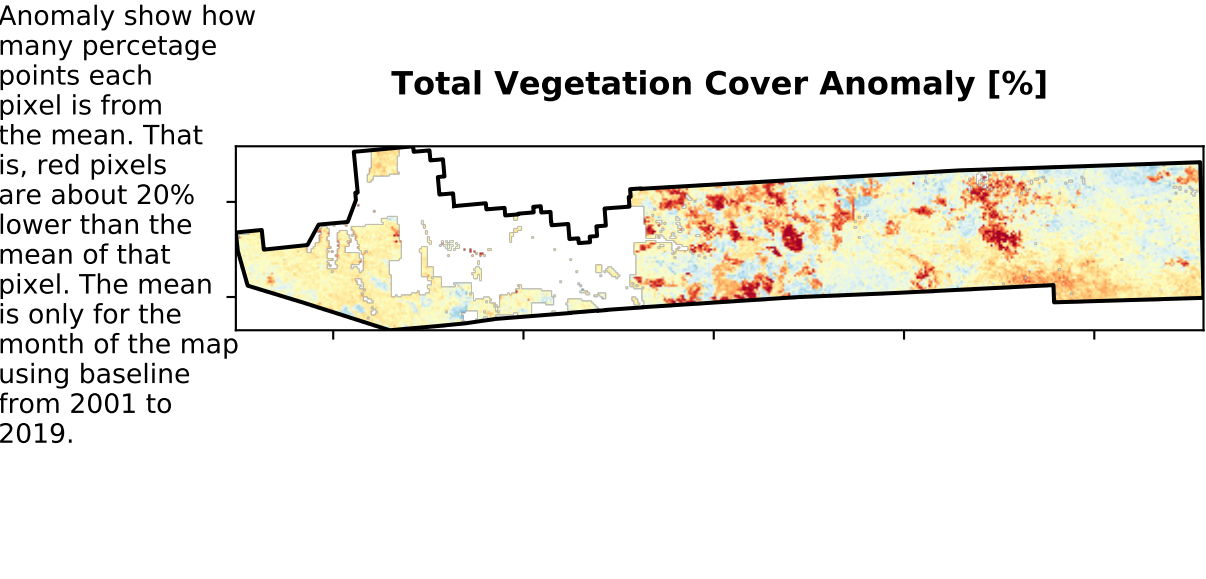 Anomaly show how
many percetage
points each
pixel is from
the mean. That
is, red pixels
are about 20%
lower than the
mean of that
pixel. The mean
is only for the
month of the map
using baseline
from 2001 to
2019.
Total Vegetation Cover Anomaly [%]